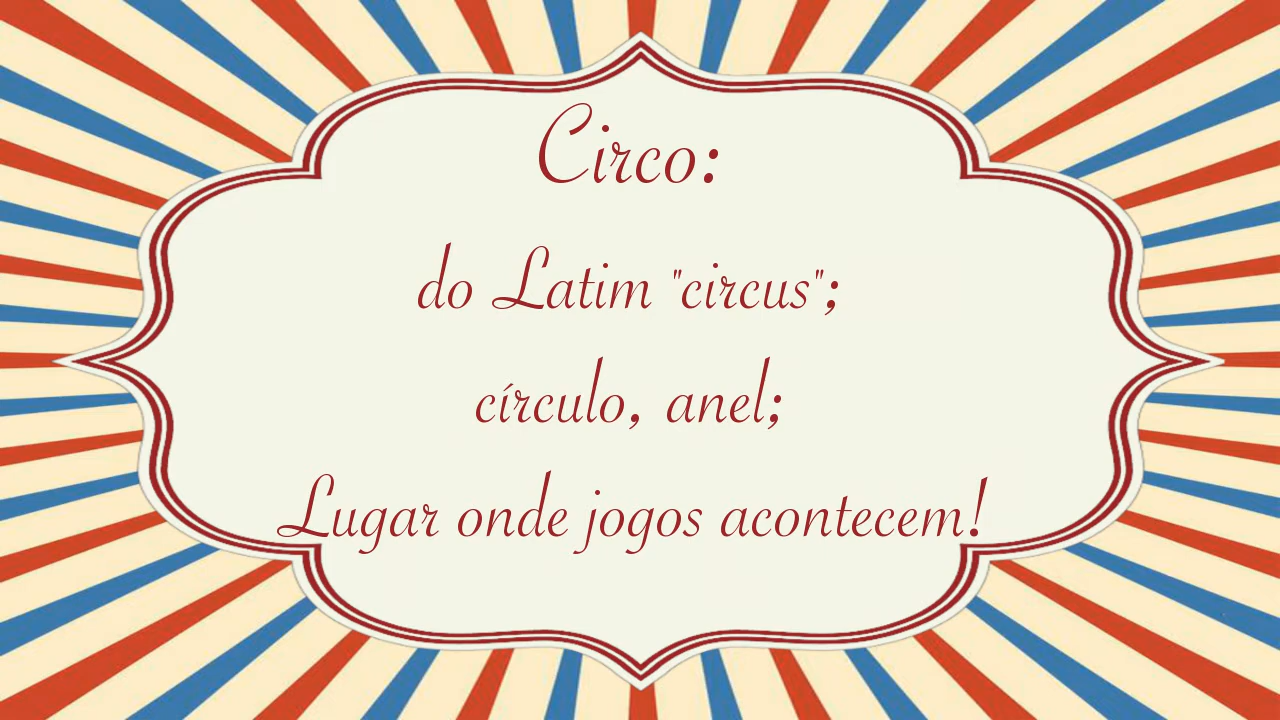 Circo:
do Latim "circus";
círculo, anel;
Lugar onde jogos acontecem!